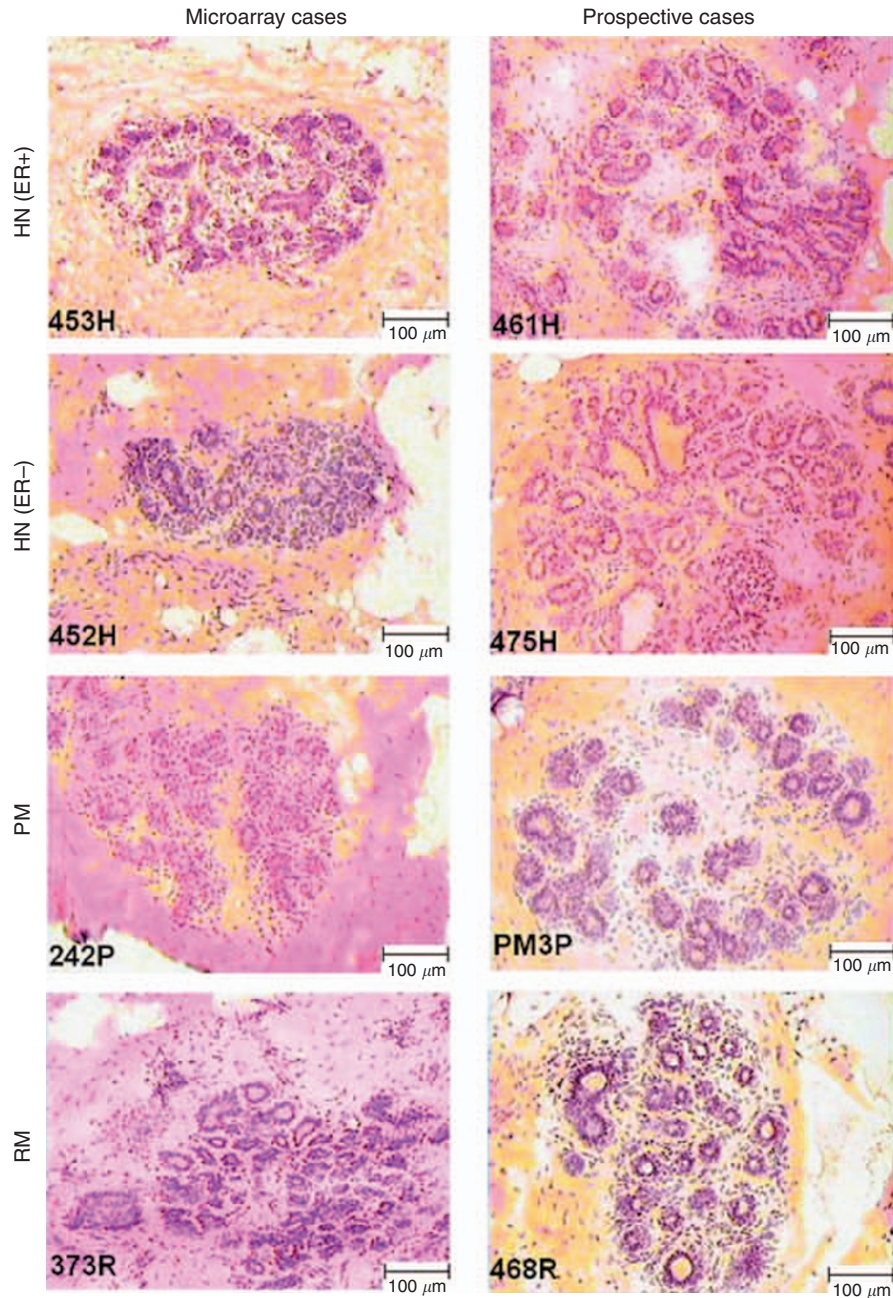 Microarray cases
Prospective cases
HN (ER+)
453H
100 μm
461H
100 μm
HN (ER−)
452H
100 μm
475H
100 μm
PM
242P
100 μm
PM3P
100 μm
RM
373R
100 μm
468R
100 μm